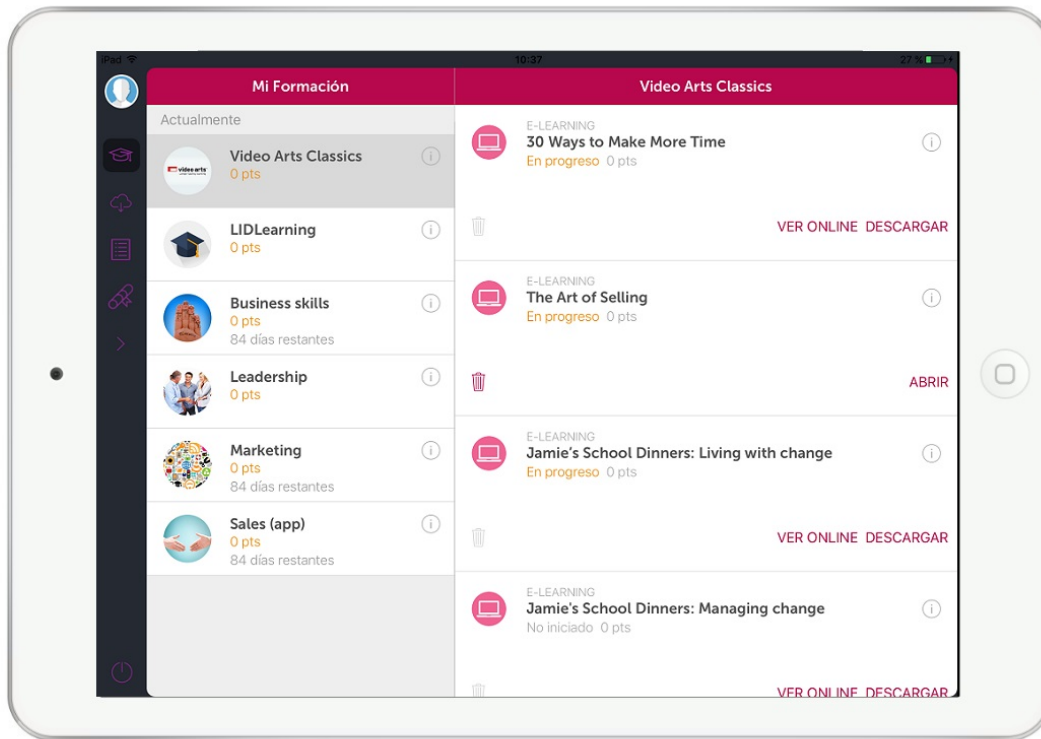 iPad
10:37
27 %
Mi Formación
Actualmente
video arts
Video Arts Classics
0 pts
LIDLearning
0 pts
Business skills
0 pts
84 días restantes
Leadership
0 pts
Marketing
0 pts
84 días restantes
Sales (app)
0 pts
84 días restantes
Video Arts Classics
E-LEARNING
30 Ways to Make More Time
En progreso 0 pts
VER ONLINE DESCARGAR
E-LEARNING
The Art of Selling
En progreso 0 pts
ABRIR
E-LEARNING
Jamie's School Dinners: Living with change
En progreso 0 pts
VER ONLINE DESCARGAR
E-LEARNING
Jamie's School Dinners: Managing change
No iniciado 0 pts
VER ONLINE DESCARGAR